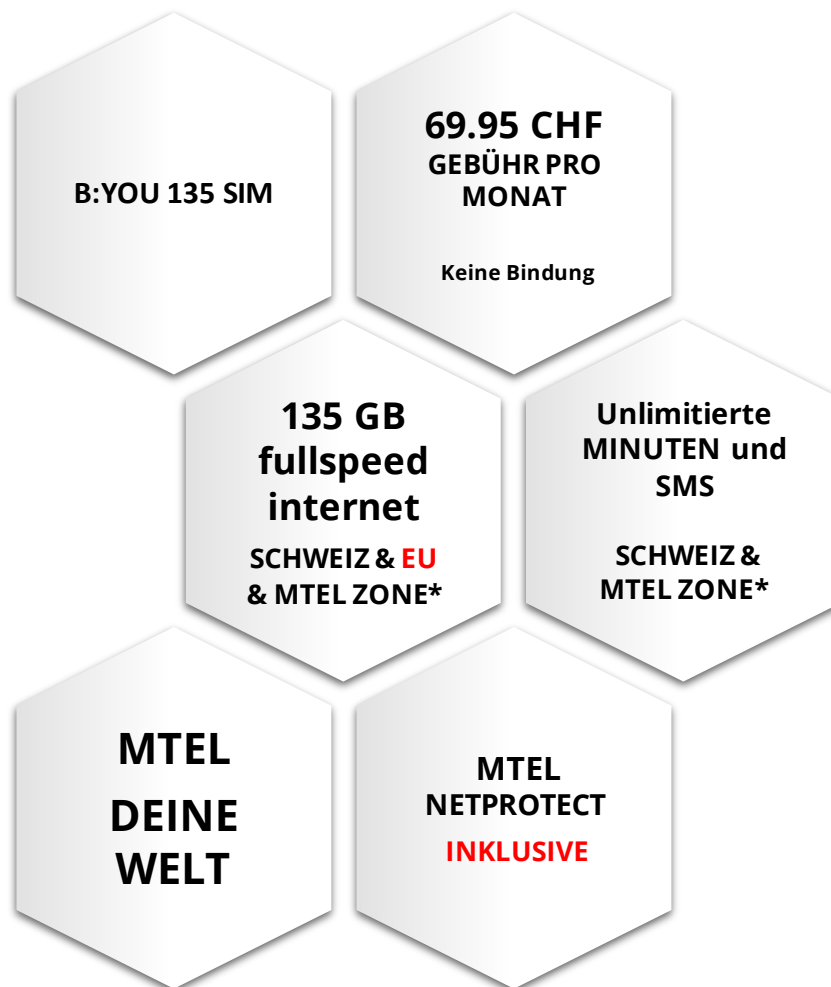 B:YOU 135 SIM
69.95 CHF
GEBÜHR PRO
MONAT
Keine Bindung
135 GB
fullspeed
internet
SCHWEIZ & EU
& MTEL ZONE*
Unlimitierte
MINUTEN und
SMS
SCHWEIZ &
MTEL ZONE*
MTEL
DEINE
WELT
MTEL
NETPROTECT
INKLUSIVE